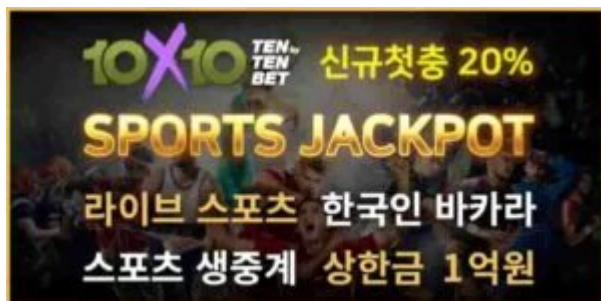 10X10 TEN by TEN BET 신규첫충 20%
SPORTS JACKPOT
라이브 스포츠 한국인 바카라
스포츠 생중계 상한금 1억원